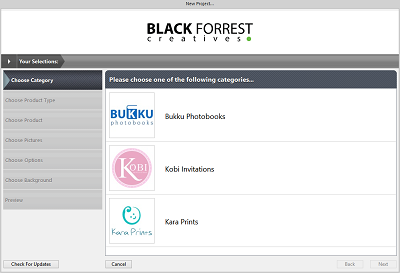 New Project...
BLACK FORREST
creatives
Your Selections:
Choose Category
Choose Product Type
Choose Product
Choose Pictures
Choose Options
Choose Background
Preview
Please choose one of the following categories...
BUKKU
photobooks
Bukku Photobooks
KOBI
Kobi Invitations
Kara Prints
Kara Prints
Check For Updates
Cancel
Back
Next